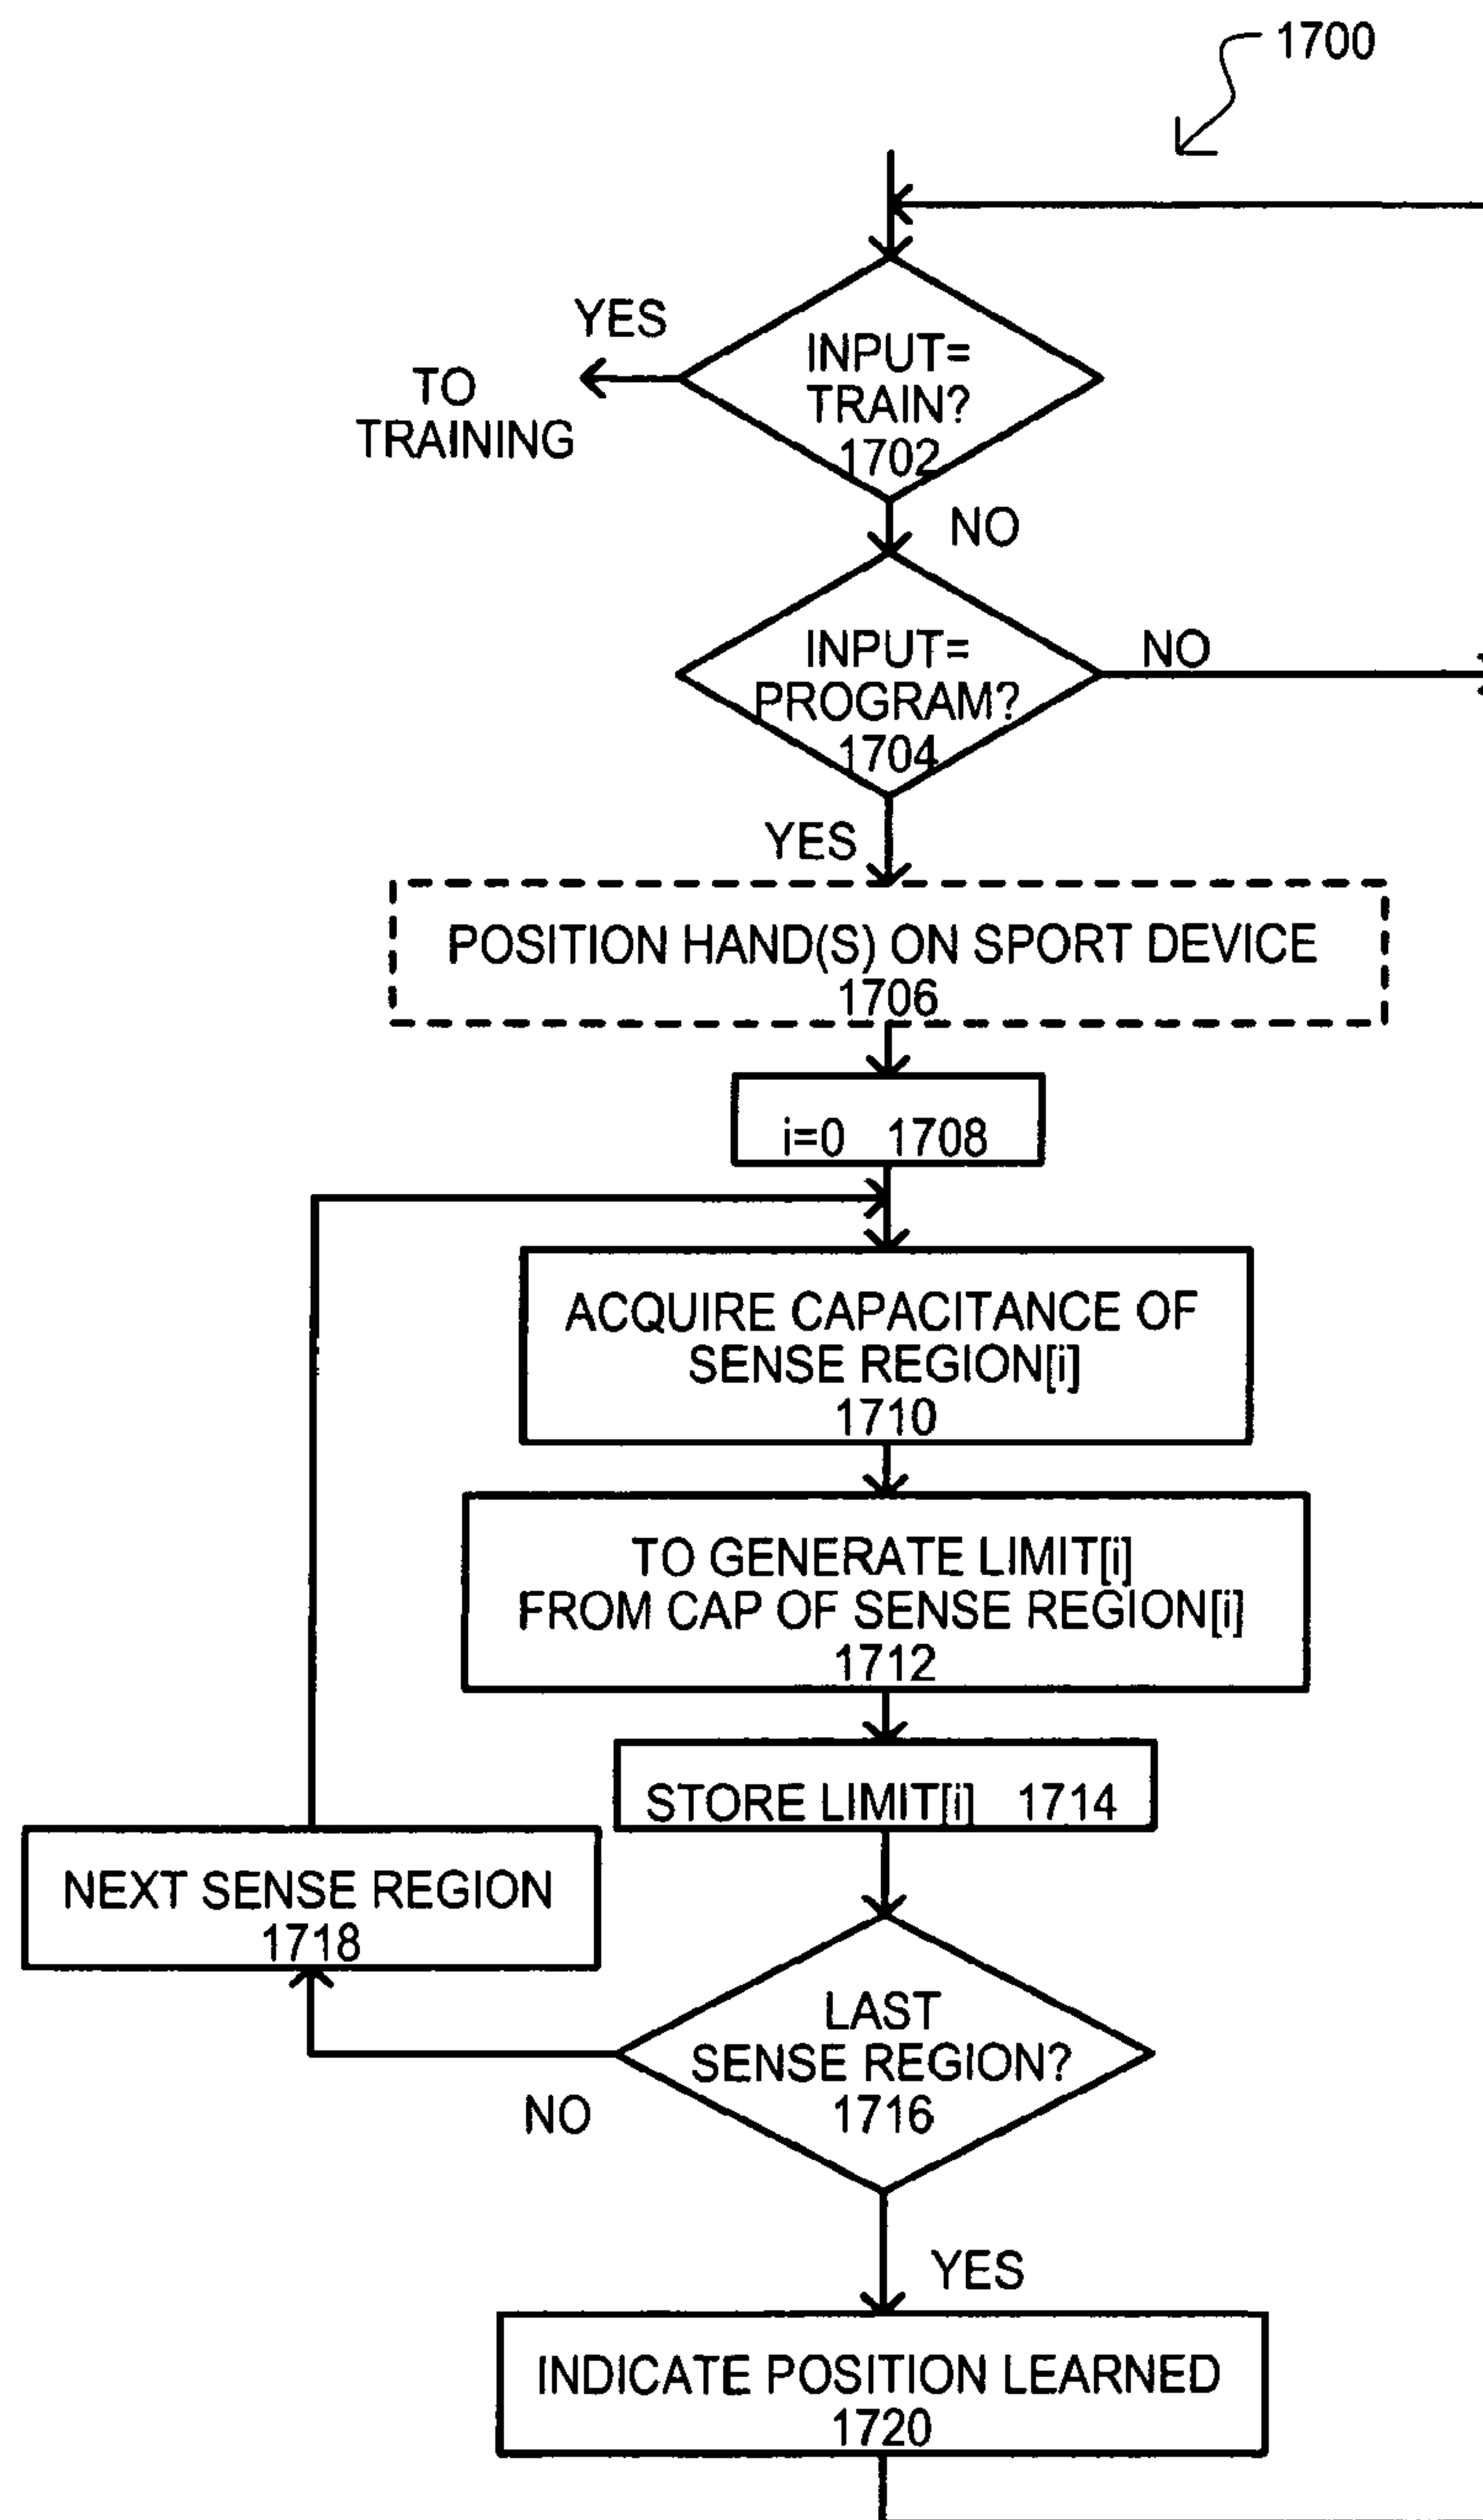 1700
YES
INPUT=
TRAIN?
1702
TO
TRAINING
NO
INPUT=
PROGRAM?
1704
NO
YES
POSITION HAND(S) ON SPORT DEVICE
1706
i=0 1708
ACQUIRE CAPACITANCE OF
SENSE REGION[i]
1710
TO GENERATE LIMIT[i]
FROM CAP OF SENSE REGION[i]
1712
STORE LIMIT[i] 1714
NEXT SENSE REGION
1718
LAST
SENSE REGION?
1716
NO
YES
INDICATE POSITION LEARNED
1720